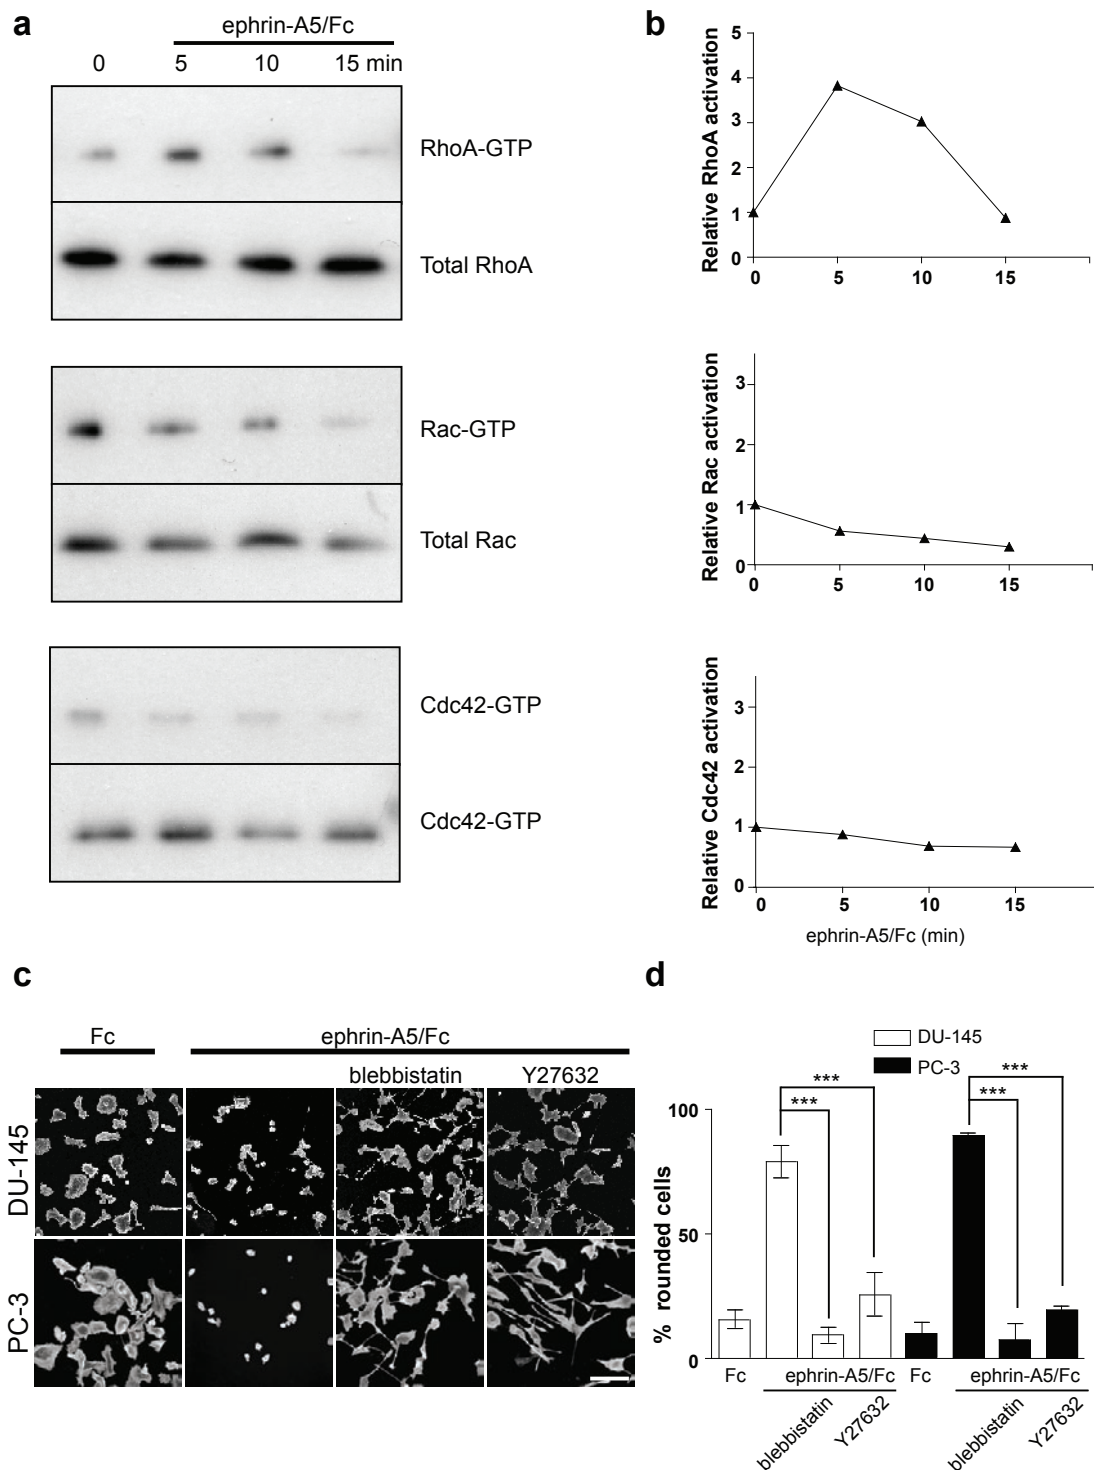 a
ephrin-A5/Fc
0 5 10 15 min
RhoA-GTP
Total RhoA
Rac-GTP
Total Rac
Cdc42-GTP
Cdc42-GTP
b
Relative RhoA activation
5
4
3
2
1
0
0 5 10 15
Relative Rac activation
3
2
1
0
0 5 10 15
Relative Cdc42 activation
3
2
1
0
0 5 10 15
ephrin-A5/Fc (min)
c
Fc ephrin-A5/Fc
blebbistatin Y27632
DU-145
PC-3
d
DU-145
PC-3
*** ***
*** ***
% rounded cells
100
50
0
Fc ephrin-A5/Fc Fc ephrin-A5/Fc
blebbistatin Y27632 blebbistatin Y27632